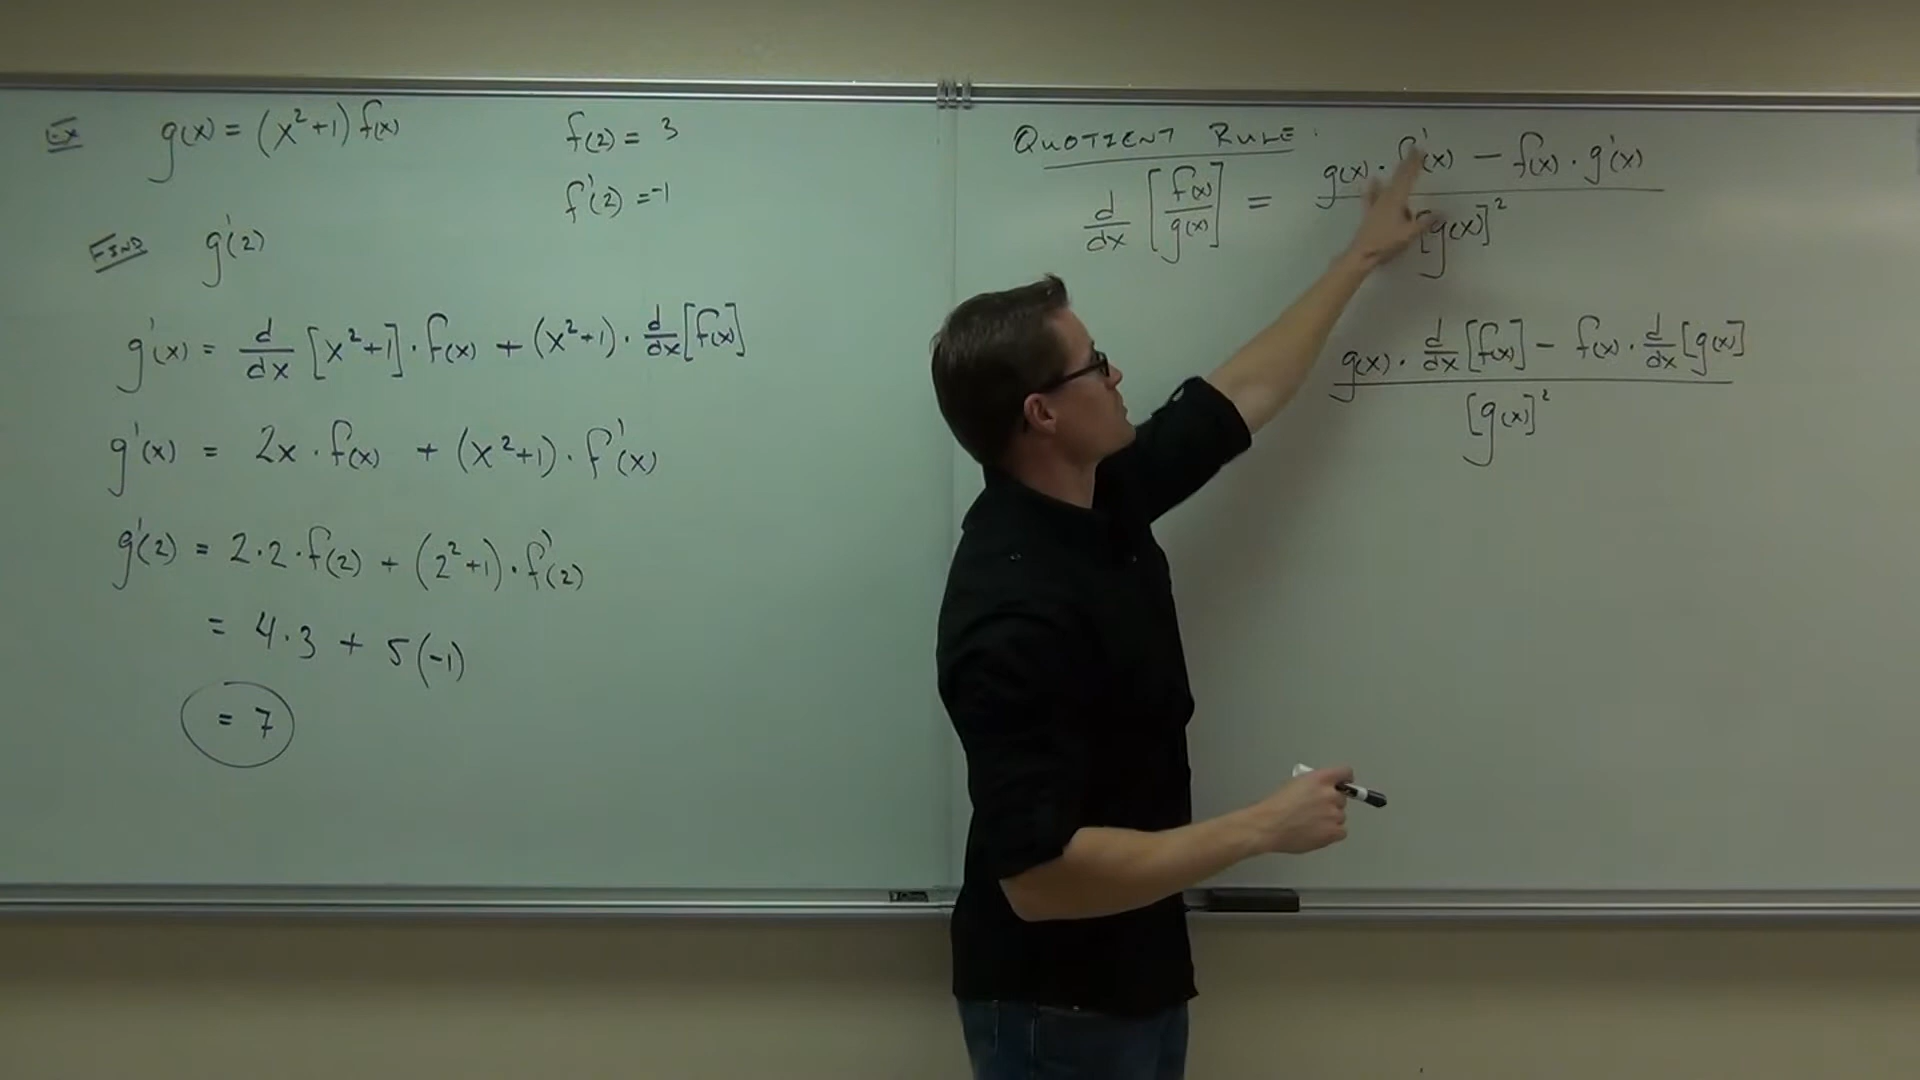 Ex g(x) = (x²+1) f(x) f(2) = 3
f'(2) = -1
FIND g'(2)
g'(x) = d/dx [x²+1] · f(x) + (x²+1) · d/dx [f(x)]
g'(x) = 2x · f(x) + (x²+1) · f'(x)
g'(2) = 2·2·f(2) + (2²+1) · f'(2)
= 4·3 + 5(-1)
= 7
QUOTIENT RULE:
d/dx [f(x)/g(x)] = g(x) · f'(x) - f(x) · g'(x) / [g(x)]²
g(x) · d/dx [f(x)] - f(x) · d/dx [g(x)] / [g(x)]²